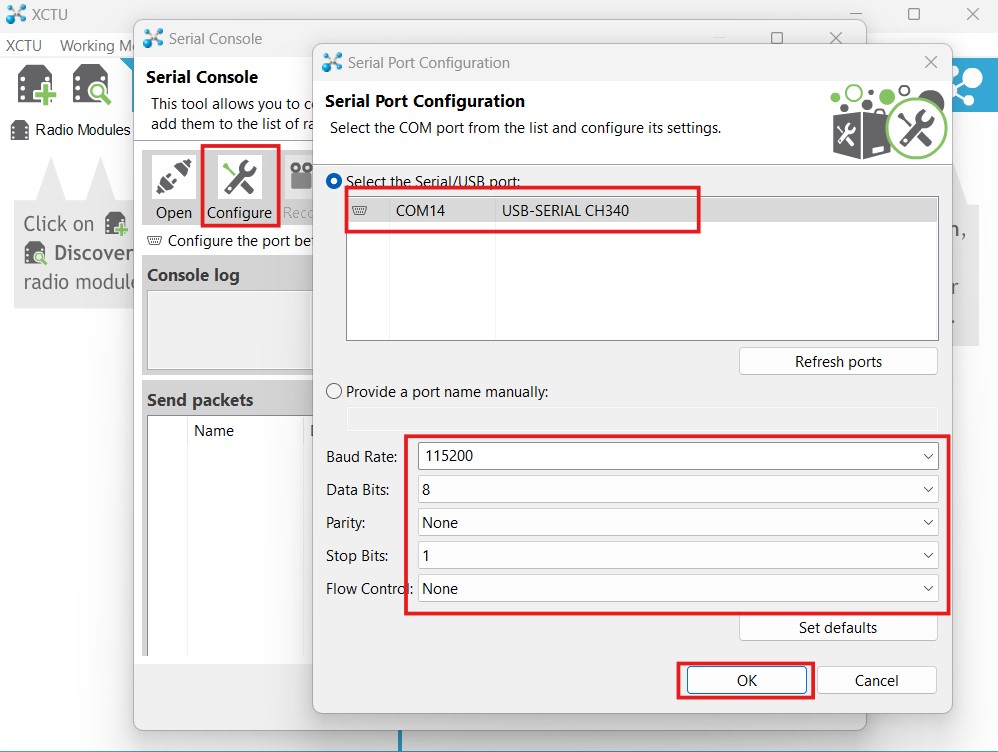 XCTU
XCTU Working Mo
Radio Modules
Click on
Discover
radio module
Serial Console
Serial Console
This tool allows you to c
add them to the list of ra
Open Configure Reco
Configure the port be
Console log
Send packets
Name
Serial Port Configuration
Serial Port Configuration
Select the COM port from the list and configure its settings.
Select the Serial/USB port:
COM14 USB-SERIAL CH340
Refresh ports
Provide a port name manually:
Baud Rate: 115200
Data Bits: 8
Parity: None
Stop Bits: 1
Flow Control: None
Set defaults
OK Cancel